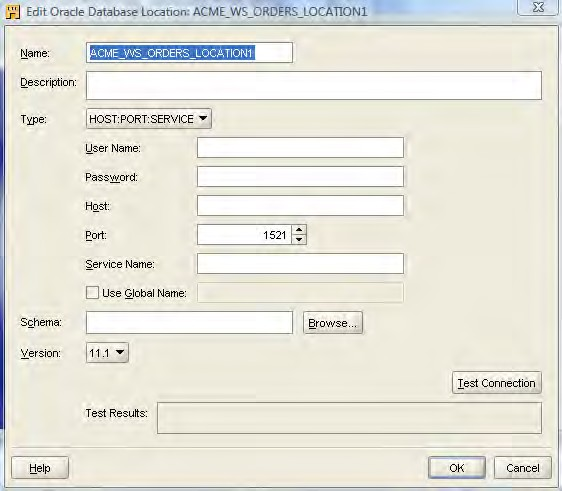 Edit Oracle Database Location: ACME_WS_ORDERS_LOCATION1
Name: ACME_WS_ORDERS_LOCATION1
Description:
Type: HOST:PORT:SERVICE
User Name:
Password:
Host:
Port: 1521
Service Name:
Use Global Name:
Schema: Browse...
Version: 11.1
Test Connection
Test Results:
Help OK Cancel